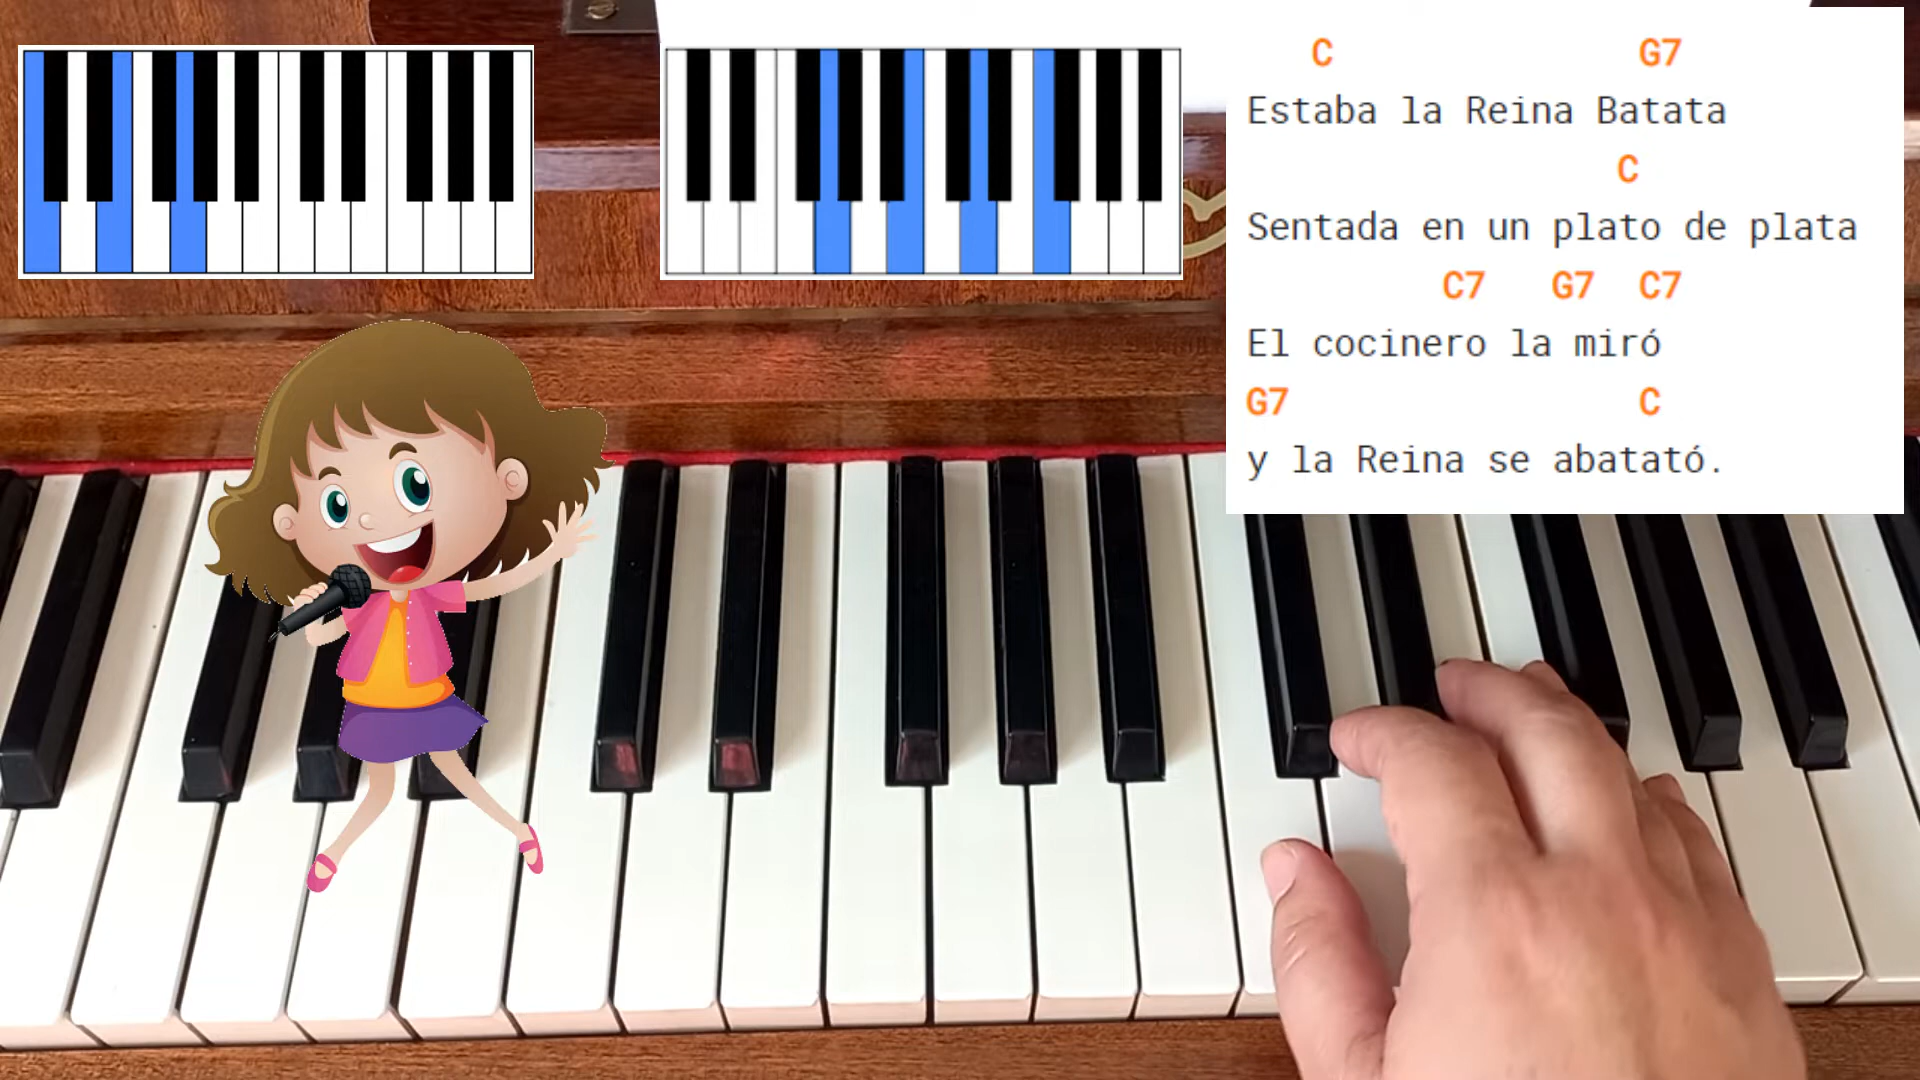 C G7
Estaba la Reina Batata
C
Sentada en un plato de plata
C7 G7 C7
El cocinero la miró
G7 C
y la Reina se abatató.